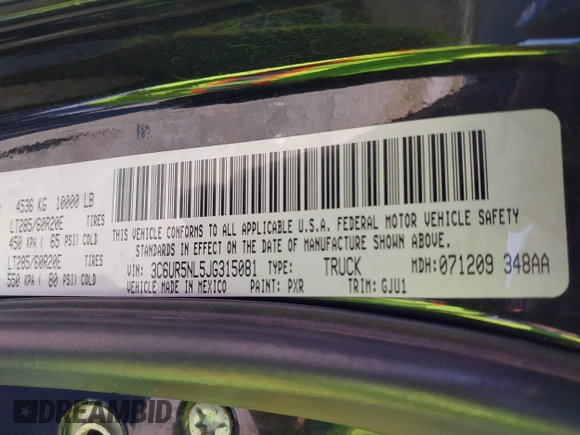 4536 KG 10000 LB
LT285/60R20E TIRES
450 KPA ( 65 PSI) COLD
LT285/60R20E TIRES
550 KPA ( 80 PSI) COLD
THIS VEHICLE CONFORMS TO ALL APPLICABLE U.S.A. FEDERAL MOTOR VEHICLE SAFETY
STANDARDS IN EFFECT ON THE DATE OF MANUFACTURE SHOWN ABOVE.
VIN: 3C6UR5NL5JG315081 TYPE: TRUCK MDH: 071209 348AA
VEHICLE MADE IN MEXICO PAINT: PXR TRIM: GJU1
DREAMBID